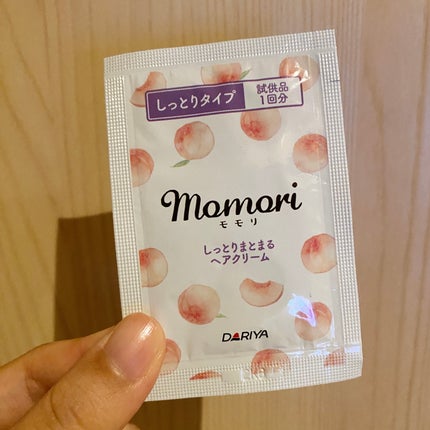 しっとりタイプ
試供品
1回分
momori
モモリ
しっとりまとまる
ヘアクリーム
DARIYA